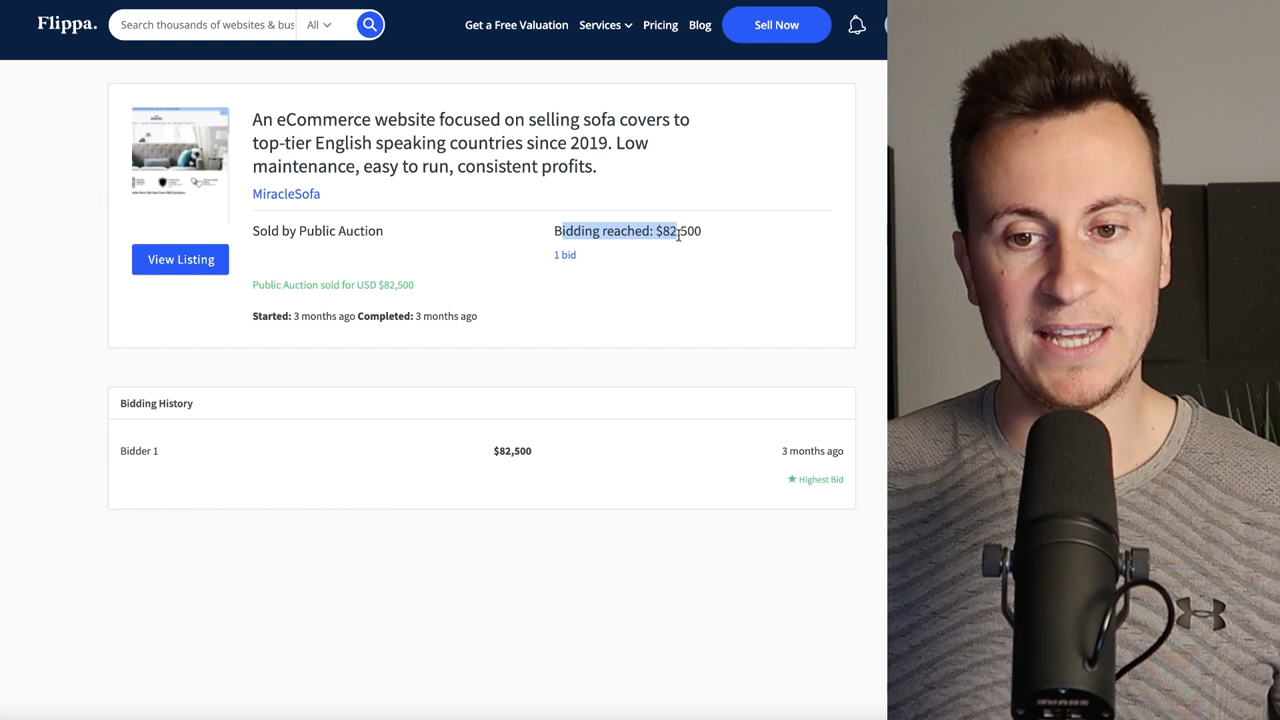 Flippa.
Search thousands of websites & bus
All
Get a Free Valuation
Services
Pricing
Blog
Sell Now
An eCommerce website focused on selling sofa covers to
top-tier English speaking countries since 2019. Low
maintenance, easy to run, consistent profits.
MiracleSofa
Sold by Public Auction
Bidding reached: $82,500
1 bid
View Listing
Public Auction sold for USD $82,500
Started: 3 months ago Completed: 3 months ago
Bidding History
Bidder 1
$82,500
3 months ago
★ Highest Bid